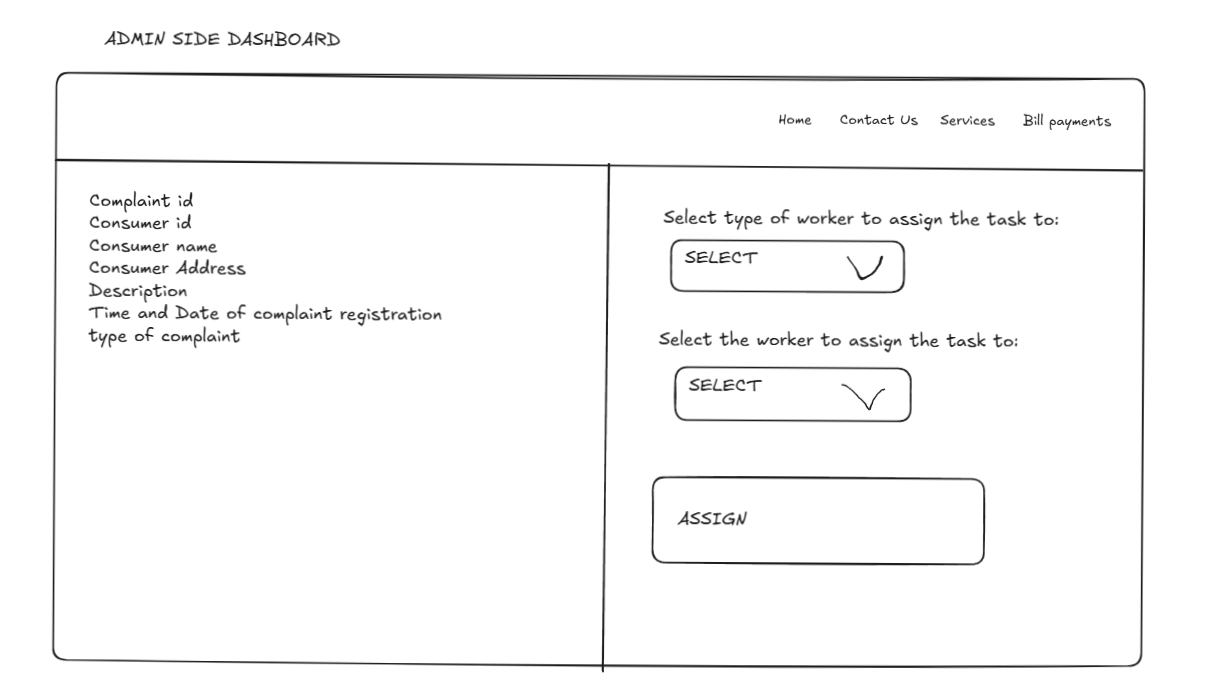 ADMIN SIDE DASHBOARD
Home Contact Us Services Bill payments
Complaint id
Consumer id
Consumer name
Consumer Address
Description
Time and Date of complaint registration
type of complaint
Select type of worker to assign the task to:
SELECT
Select the worker to assign the task to:
SELECT
ASSIGN